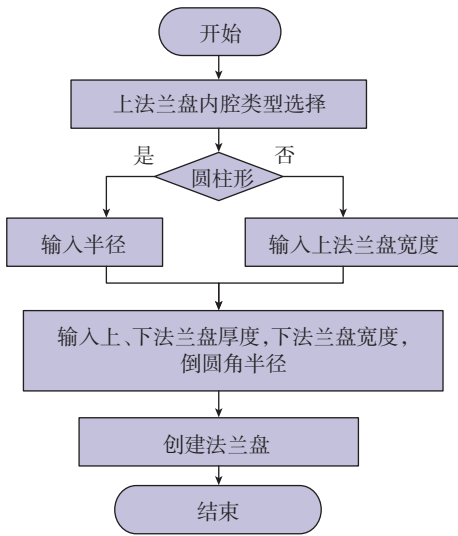 开始
上法兰盘内腔类型选择
是
否
圆柱形
输入半径
输入上法兰盘宽度
输入上、下法兰盘厚度,下法兰盘宽度,
倒圆角半径
创建法兰盘
结束